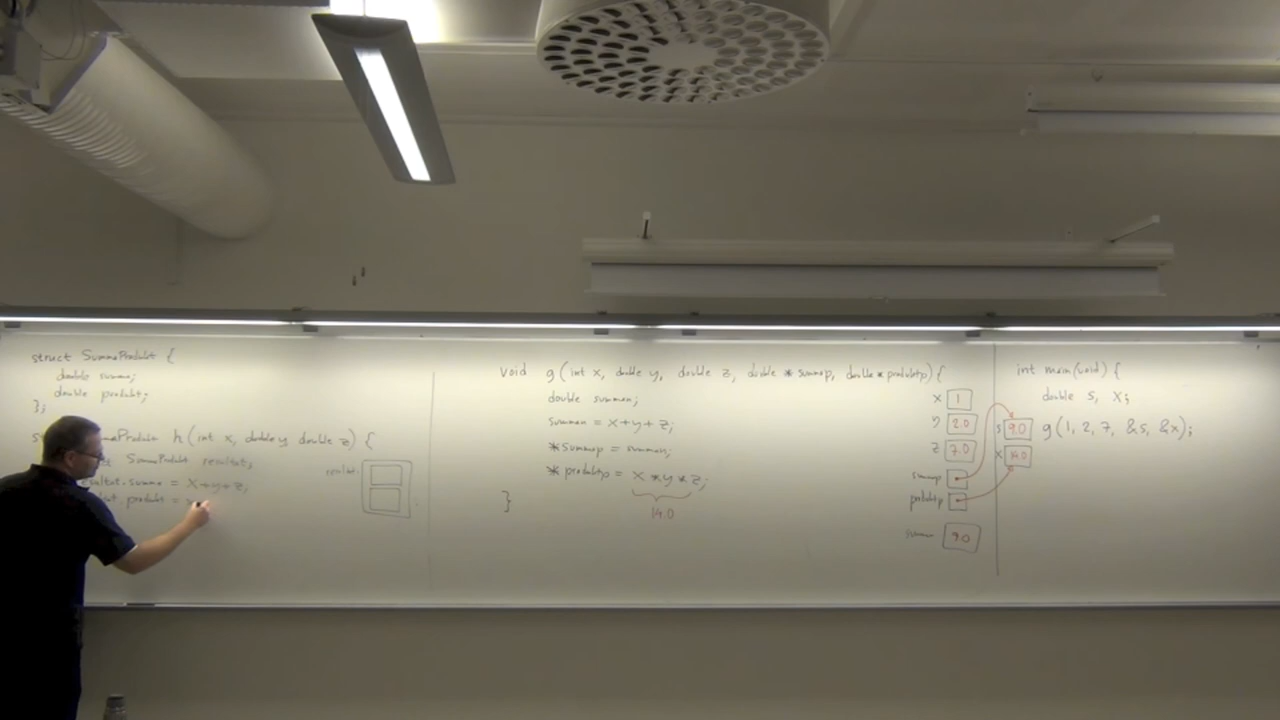 struct SummaProdukt {
double summa;
double produkt;
};
h(int x, double y double z) {
SummaProdukt resultat;
resultat
.summa = x+y+z;
.produkt =
void g(int x, double y, double z, double *summap, double *produktp) {
double summan;
summan = x+y+z;
*summap = summan;
*produktp = x*y*z;
14.0
}
x 1
y 2.0
z 7.0
summap
produktp
summan 9.0
int main(void) {
double s, x;
s 9.0 g(1, 2, 7, &s, &x);
x 14.0